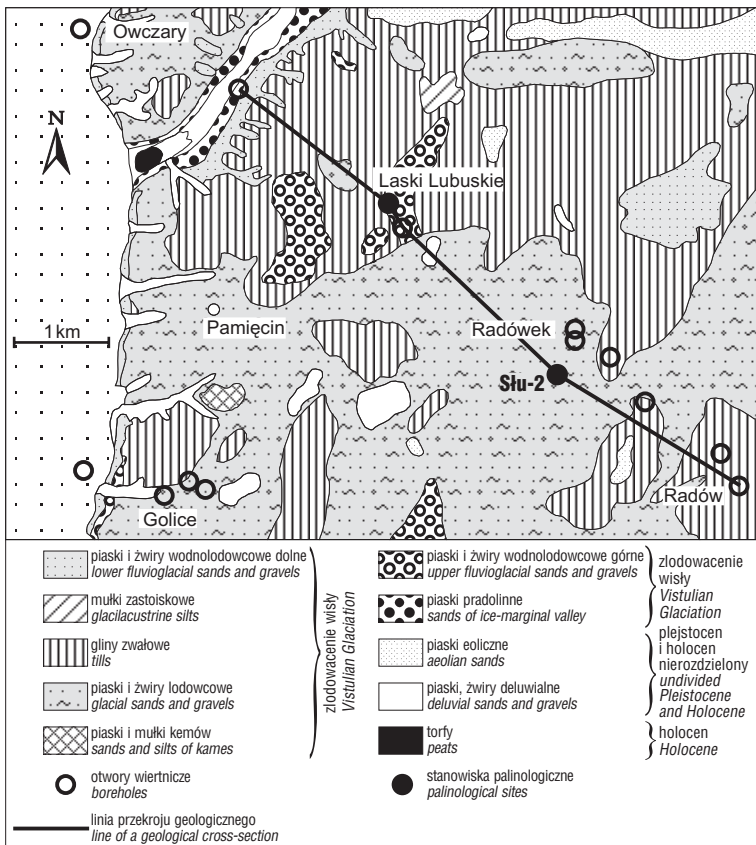 Owczary
N
Laski Lubuskie
Pamięcin
1 km
Radówek
Słu-2
Radów
Golice
piaski i żwiry wodnolodowcowe dolne
lower fluvioglacial sands and gravels
mułki zastoiskowe
glacilacustrine silts
gliny zwałowe
tills
piaski i żwiry lodowcowe
glacial sands and gravels
piaski i mułki kemów
sands and silts of kames
zlodowacenie wisły
Vistulian Glaciation
otwory wiertnicze
boreholes
linia przekroju geologicznego
line of a geological cross-section
piaski i żwiry wodnolodowcowe górne
upper fluvioglacial sands and gravels
piaski pradolinne
sands of ice-marginal valley
zlodowacenie
wisły
Vistulian
Glaciation
piaski eoliczne
aeolian sands
piaski, żwiry deluwialne
deluvial sands and gravels
plejstocen
i holocen
nierozdzielony
undivided
Pleistocene
and Holocene
torfy
peats
holocen
Holocene
stanowiska palinologiczne
palinological sites